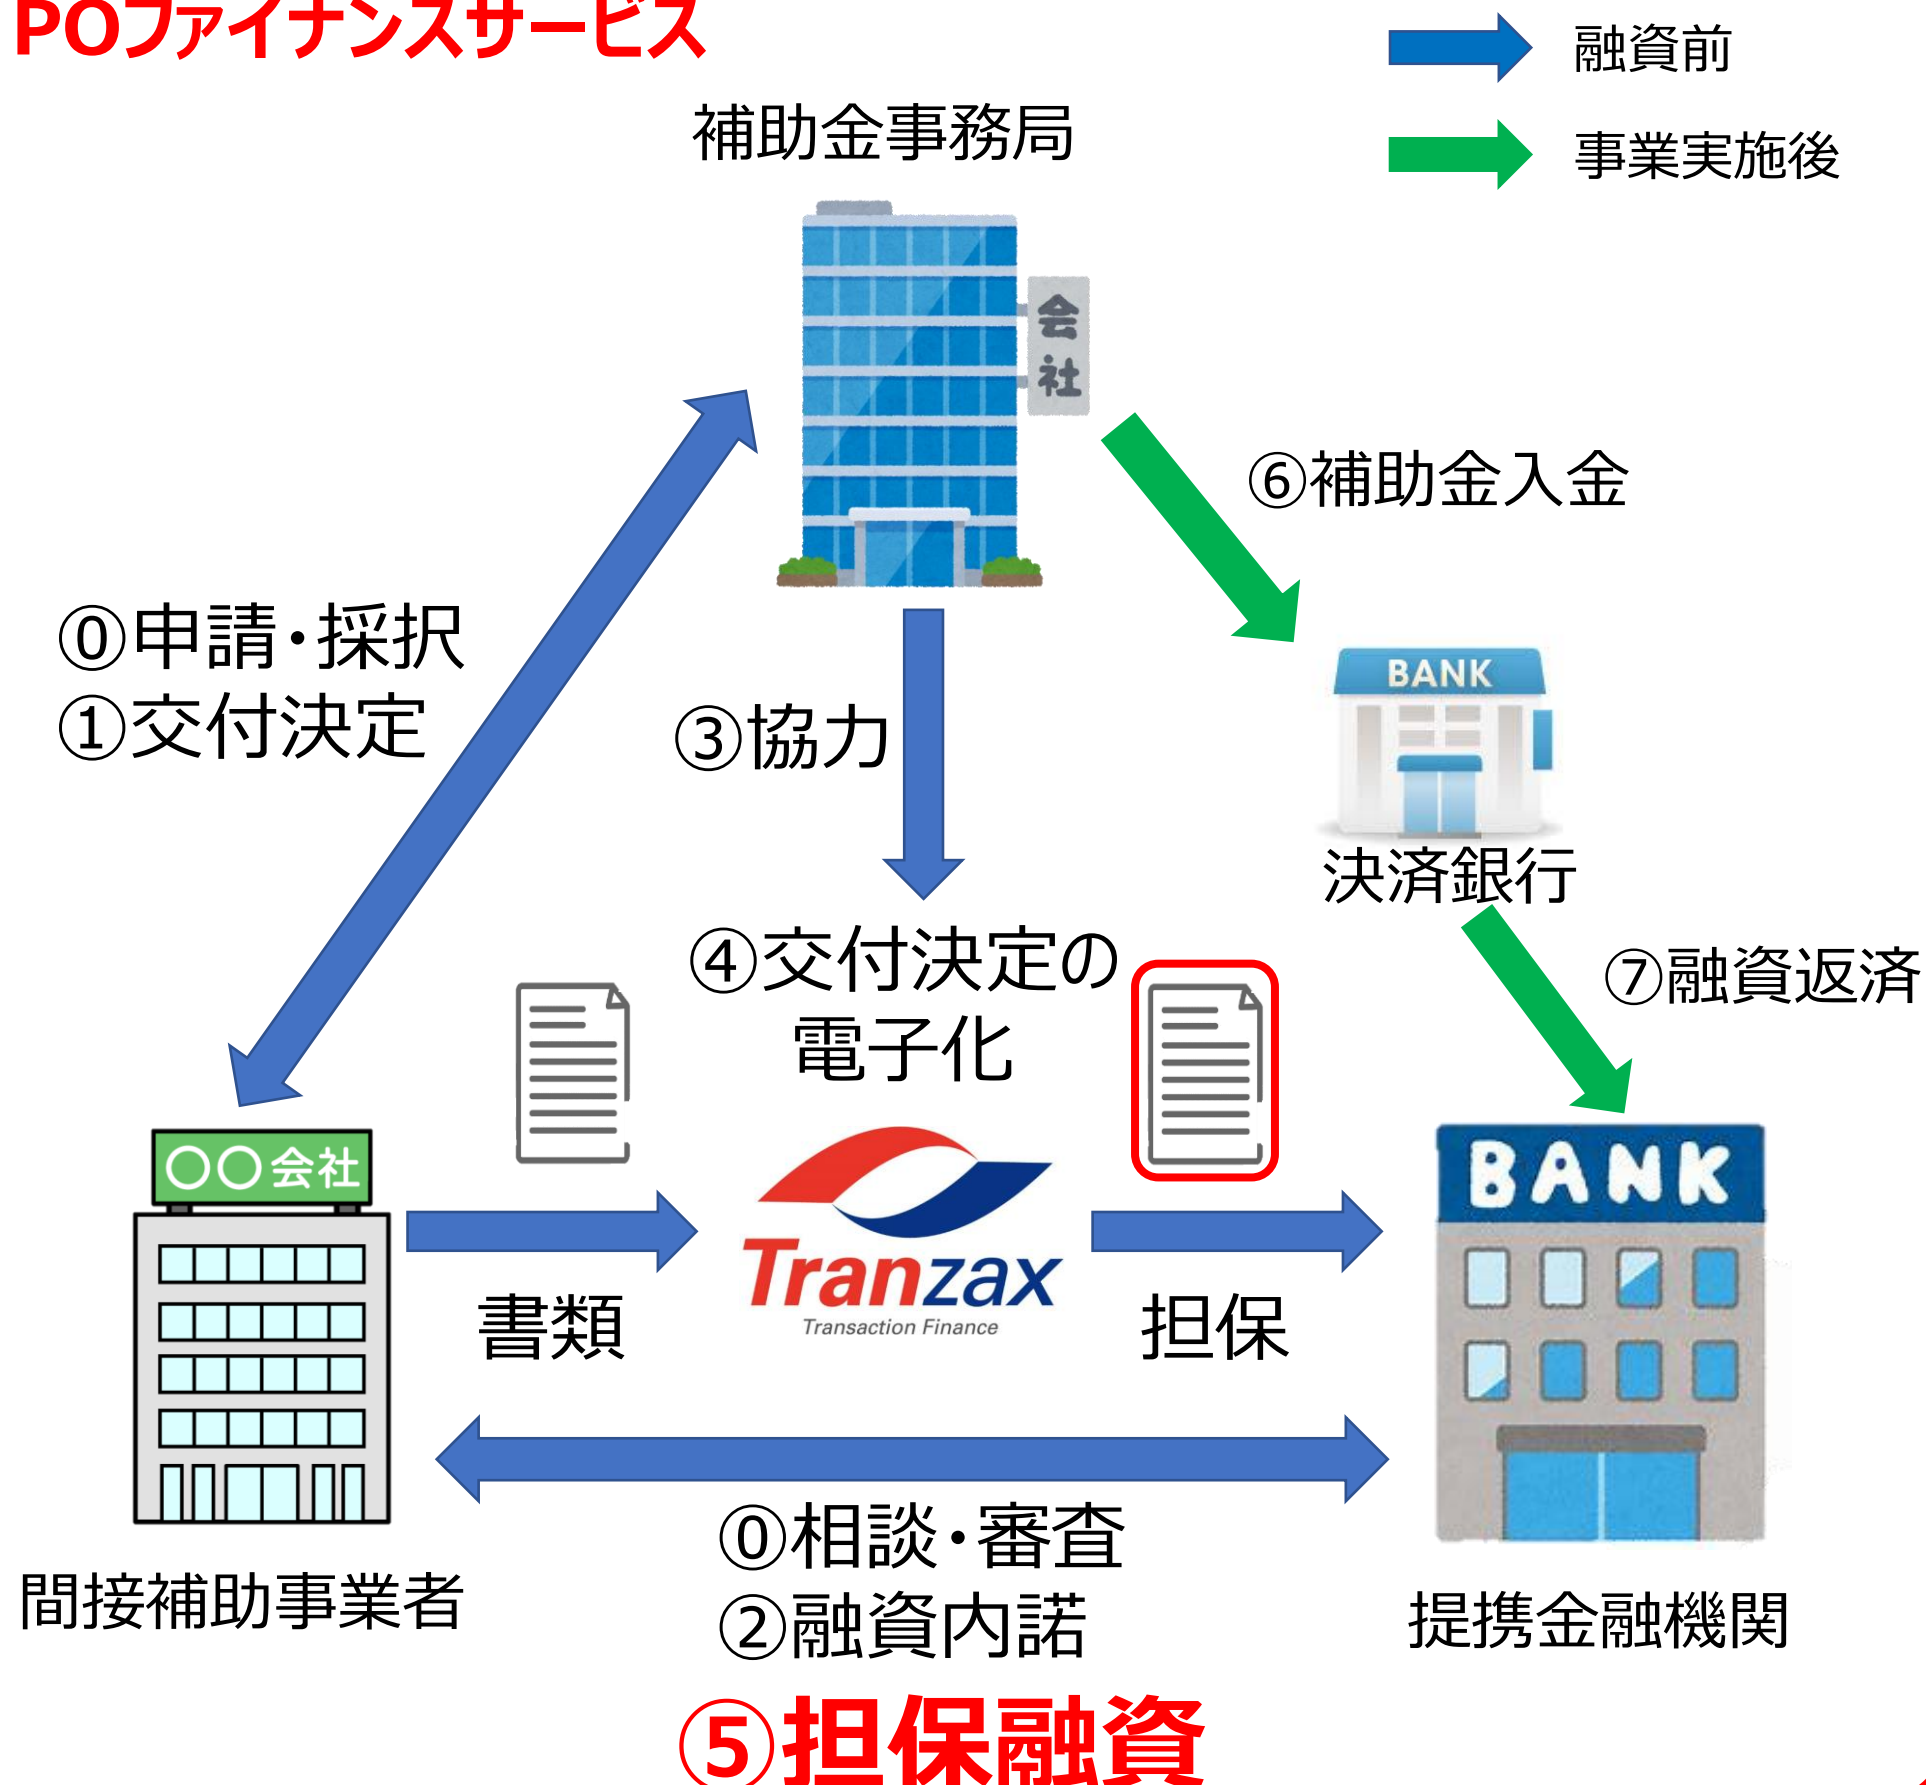 POファイナンスサービス
融資前
事業実施後
補助金事務局
会社
⑥補助金入金
⓪申請・採択
①交付決定
③協力
BANK
決済銀行
④交付決定の
電子化
⑦融資返済
〇〇会社
BANK
Tranzax
Transaction Finance
書類
担保
⓪相談・審査
②融資内諾
間接補助事業者
提携金融機関
⑤担保融資